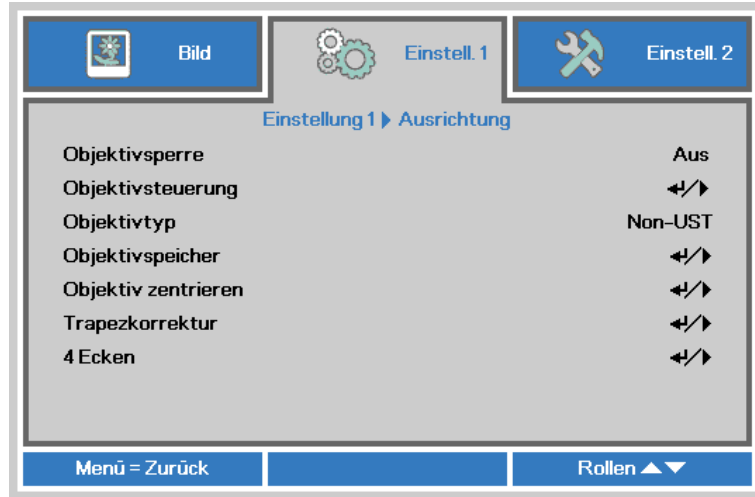 Bild
Einstell. 1
Einstell. 2
Einstellung 1 ▶ Ausrichtung
Objektivsperre Aus
Objektivsteuerung ↵/▶
Objektivtyp Non-UST
Objektivspeicher ↵/▶
Objektiv zentrieren ↵/▶
Trapezkorrektur ↵/▶
4 Ecken ↵/▶
Menü = Zurück Rollen ▲▼